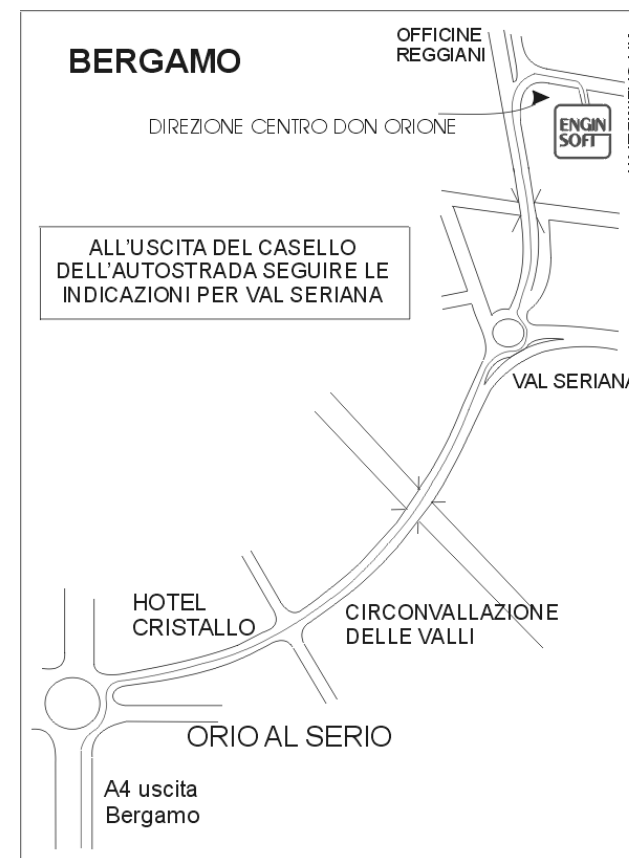 BERGAMO
OFFICINE
REGGIANI
DIREZIONE CENTRO DON ORIONE
ENGIN
SOFT
ALL'USCITA DEL CASELLO
DELL'AUTOSTRADA SEGUIRE LE
INDICAZIONI PER VAL SERIANA
VAL SERIANA
HOTEL
CRISTALLO
CIRCONVALLAZIONE
DELLE VALLI
ORIO AL SERIO
A4 uscita
Bergamo